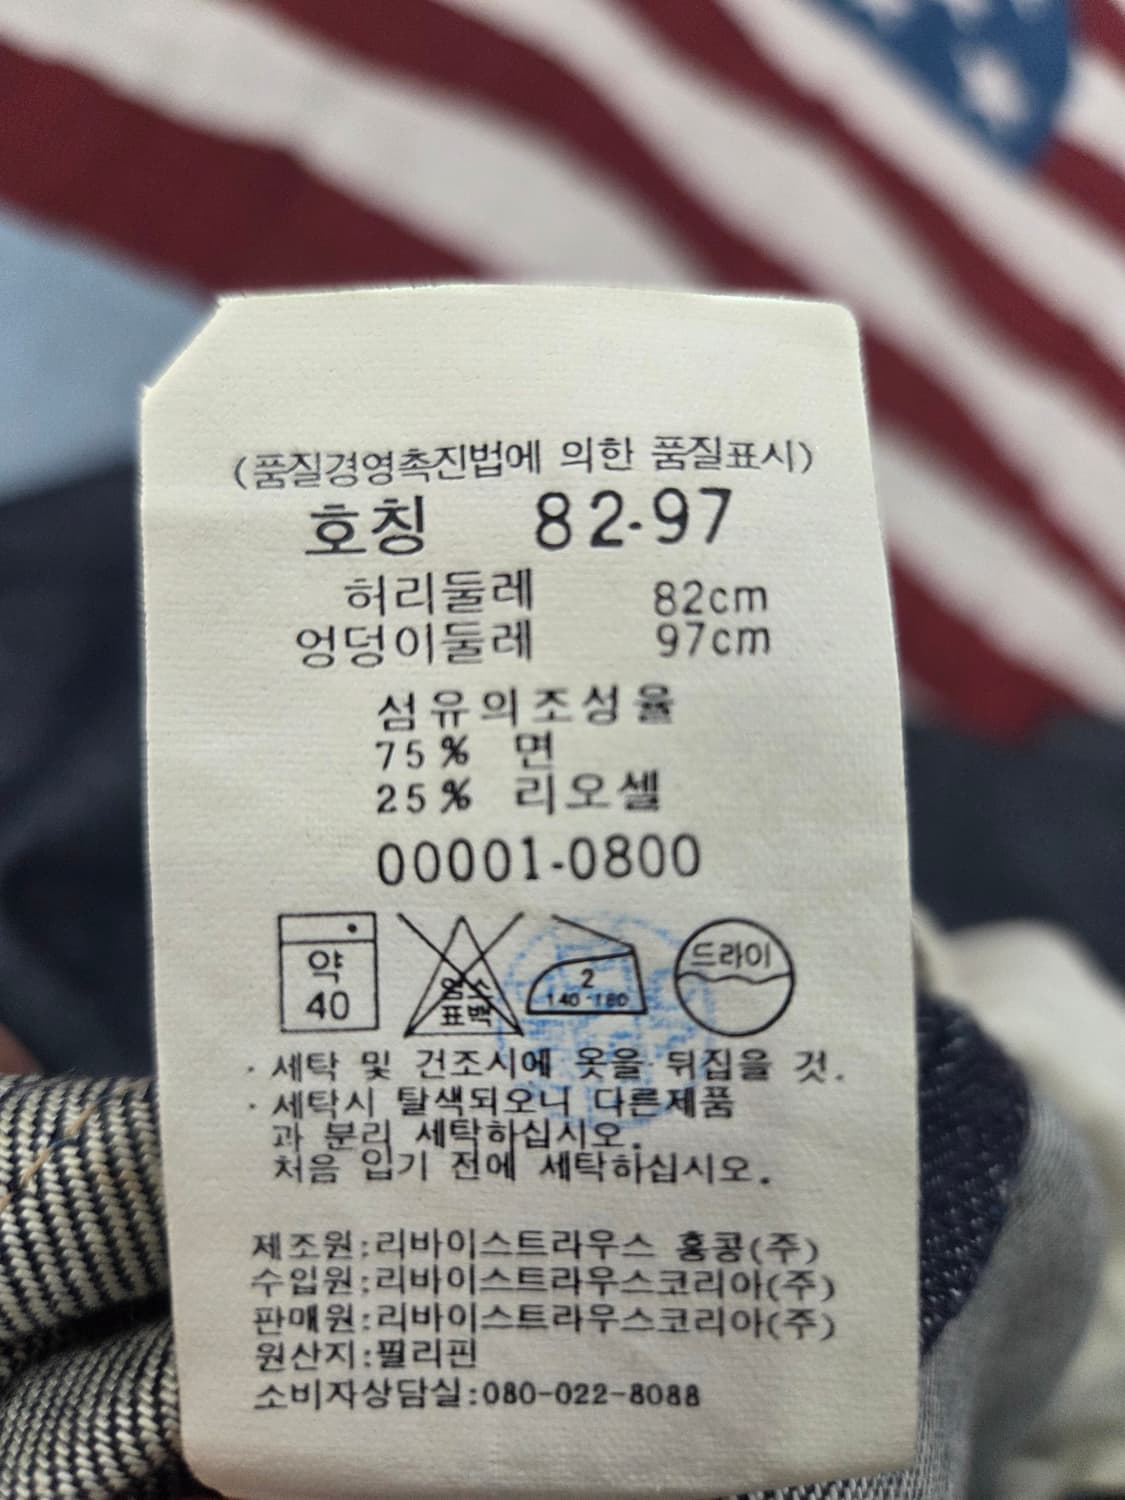 (품질경영촉진법에 의한 품질표시)
호칭 82-97
허리둘레 82cm
엉덩이둘레 97cm
섬유의조성율
75% 면
25% 리오셀
00001-0800
약
40
염소
표백
2
140-180
드라이
· 세탁 및 건조시에 옷을 뒤집을 것.
· 세탁시 탈색되오니 다른제품
과 분리 세탁하십시오.
처음 입기 전에 세탁하십시오.
제조원:리바이스트라우스 홍콩(주)
수입원:리바이스트라우스코리아(주)
판매원:리바이스트라우스코리아(주)
원산지:필리핀
소비자상담실:080-022-8088